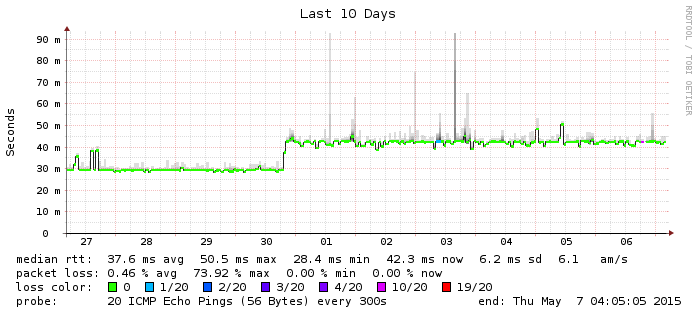 Last 10 Days
RRDTOOL / TOBI OETIKER
Seconds
90 m
80 m
70 m
60 m
50 m
40 m
30 m
20 m
10 m
0
27 28 29 30 01 02 03 04 05 06
median rtt: 37.6 ms avg 50.5 ms max 28.4 ms min 42.3 ms now 6.2 ms sd 6.1 am/s
packet loss: 0.46 % avg 73.92 % max 0.00 % min 0.00 % now
loss color: 0 1/20 2/20 3/20 4/20 10/20 19/20
probe: 20 ICMP Echo Pings (56 Bytes) every 300s end: Thu May 7 04:05:05 2015